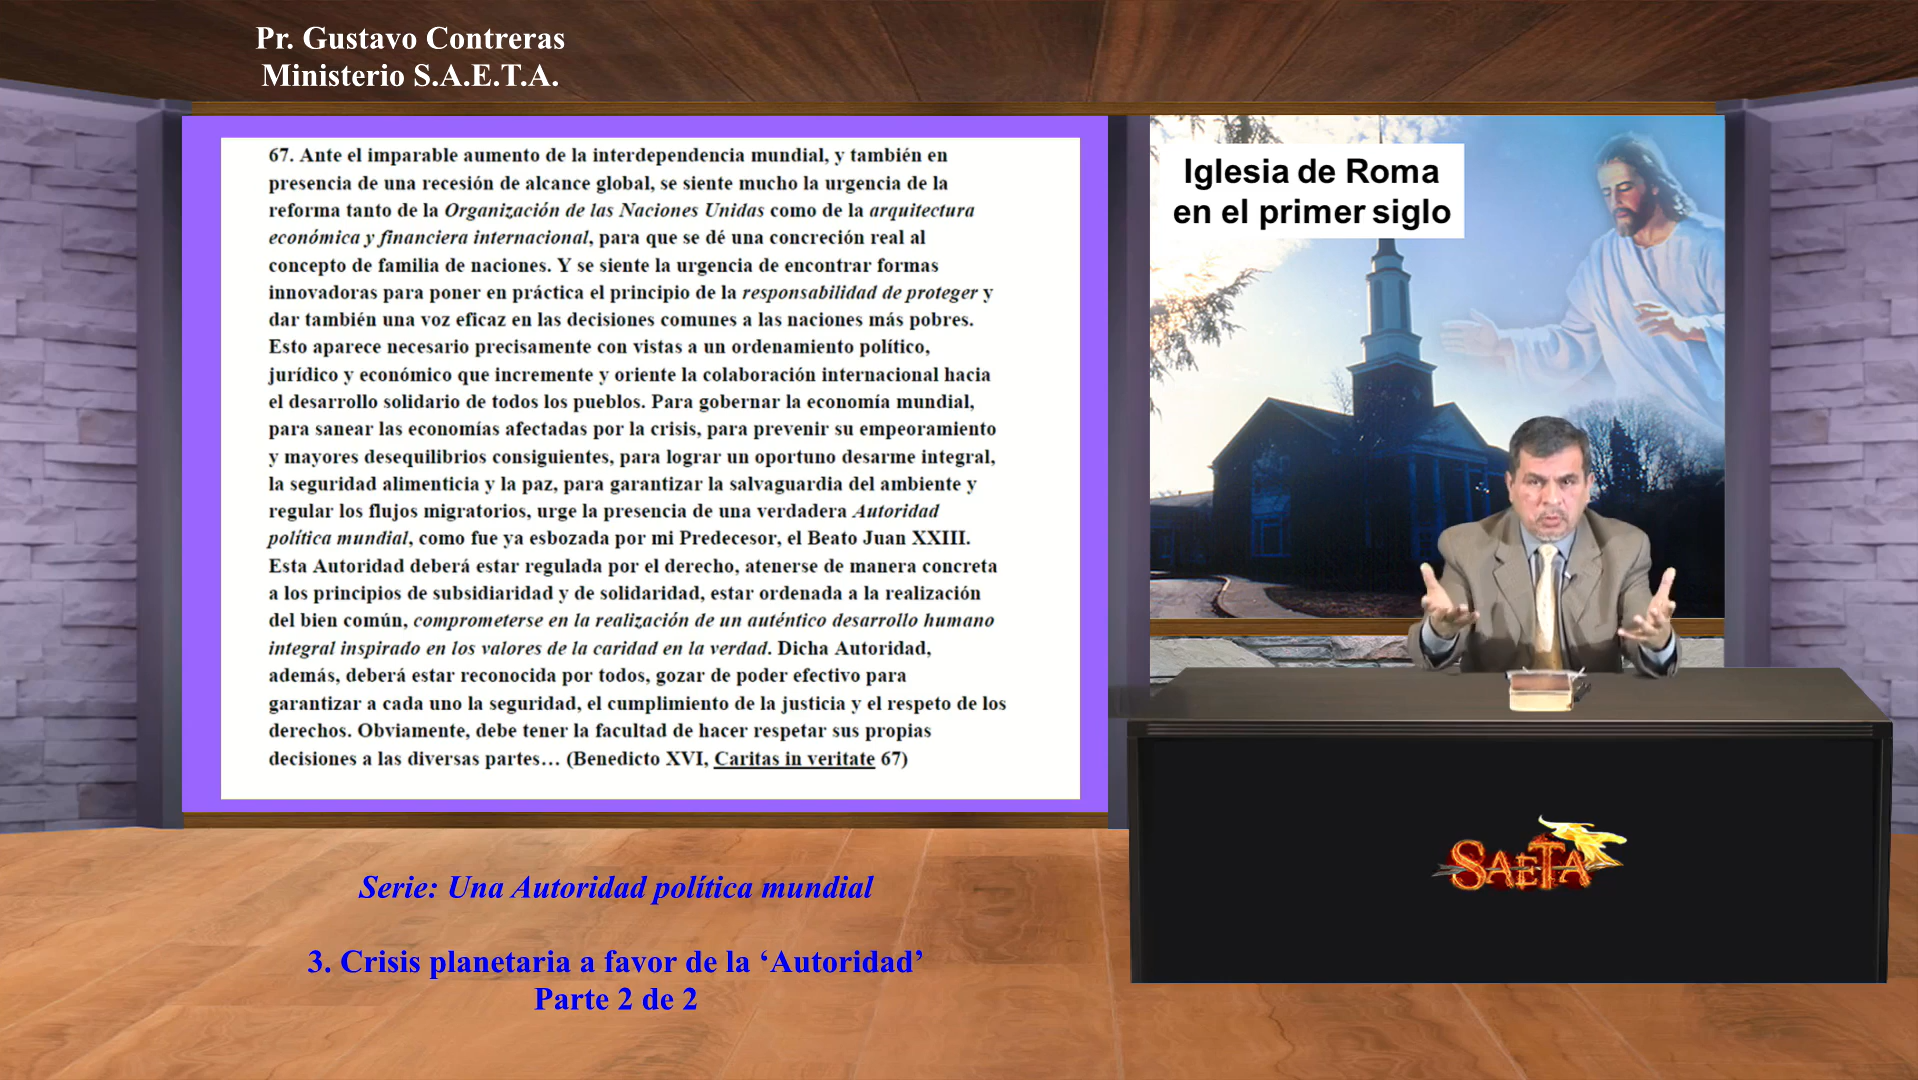 Pr. Gustavo Contreras
Ministerio S.A.E.T.A.
67. Ante el imparable aumento de la interdependencia mundial, y también en
presencia de una recesión de alcance global, se siente mucho la urgencia de la
reforma tanto de la Organización de las Naciones Unidas como de la arquitectura
económica y financiera internacional, para que se dé una concreción real al
concepto de familia de naciones. Y se siente la urgencia de encontrar formas
innovadoras para poner en práctica el principio de la responsabilidad de proteger y
dar también una voz eficaz en las decisiones comunes a las naciones más pobres.
Esto aparece necesario precisamente con vistas a un ordenamiento político,
jurídico y económico que incremente y oriente la colaboración internacional hacia
el desarrollo solidario de todos los pueblos. Para gobernar la economía mundial,
para sanear las economías afectadas por la crisis, para prevenir su empeoramiento
y mayores desequilibrios consiguientes, para lograr un oportuno desarme integral,
la seguridad alimenticia y la paz, para garantizar la salvaguardia del ambiente y
regular los flujos migratorios, urge la presencia de una verdadera Autoridad
política mundial, como fue ya esbozada por mi Predecesor, el Beato Juan XXIII.
Esta Autoridad deberá estar regulada por el derecho, atenerse de manera concreta
a los principios de subsidiaridad y de solidaridad, estar ordenada a la realización
del bien común, comprometerse en la realización de un auténtico desarrollo humano
integral inspirado en los valores de la caridad en la verdad. Dicha Autoridad,
además, deberá estar reconocida por todos, gozar de poder efectivo para
garantizar a cada uno la seguridad, el cumplimiento de la justicia y el respeto de los
derechos. Obviamente, debe tener la facultad de hacer respetar sus propias
decisiones a las diversas partes… (Benedicto XVI, Caritas in veritate 67)
Iglesia de Roma
en el primer siglo
SAETA
Serie: Una Autoridad política mundial
3. Crisis planetaria a favor de la ‘Autoridad’
Parte 2 de 2